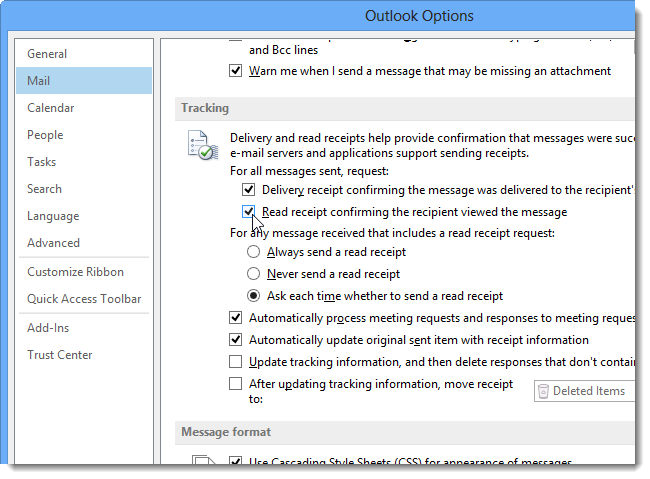 Outlook Options
General
Mail
Calendar
People
Tasks
Search
Language
Advanced
Customize Ribbon
Quick Access Toolbar
Add-Ins
Trust Center
and Bcc lines
Warn me when I send a message that may be missing an attachment
Tracking
Delivery and read receipts help provide confirmation that messages were suc
e-mail servers and applications support sending receipts.
For all messages sent, request:
Delivery receipt confirming the message was delivered to the recipient'
Read receipt confirming the recipient viewed the message
For any message received that includes a read receipt request:
Always send a read receipt
Never send a read receipt
Ask each time whether to send a read receipt
Automatically process meeting requests and responses to meeting reque
Automatically update original sent item with receipt information
Update tracking information, and then delete responses that don't contai
After updating tracking information, move receipt
to:
Deleted Items
Message format
Use Cascading Style Sheets (CSS) for appearance of messages